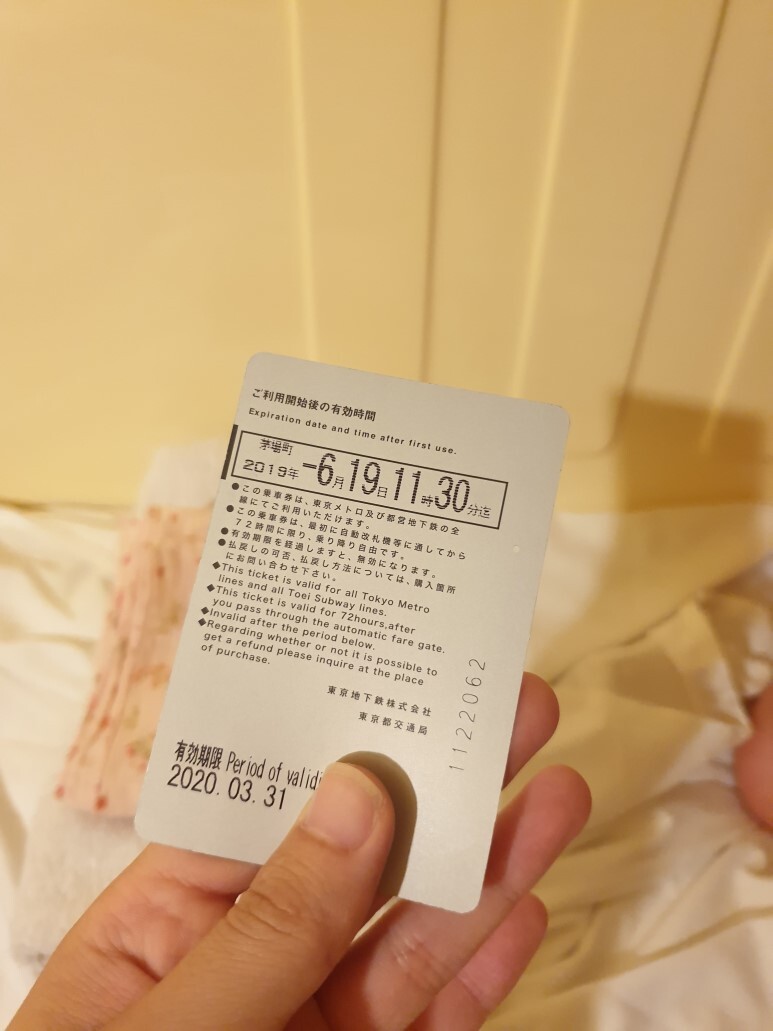 ご利用開始後の有効時間
Expiration date and time after first use.
茅場町
2019年 -6月19日11時30分迄
●この乗車券は、東京メトロ及び都営地下鉄の全
線にてご利用いただけます。
●この乗車券は、最初に自動改札機等に通してから
７２時間に限り、乗り降り自由です。
●有効期限を経過しますと、無効になります。
●払戻しの可否、払戻し方法については、購入箇所
にお問い合わせ下さい。
◆This ticket is valid for all Tokyo Metro
lines and all Toei Subway lines.
◆This ticket is valid for 72hours,after
you pass through the automatic fare gate.
◆Invalid after the period below.
◆Regarding whether or not it is possible to
get a refund please inquire at the place
of purchase.
東京地下鉄株式会社
東京都交通局
1122062
有効期限 Period of validi
2020.03.31